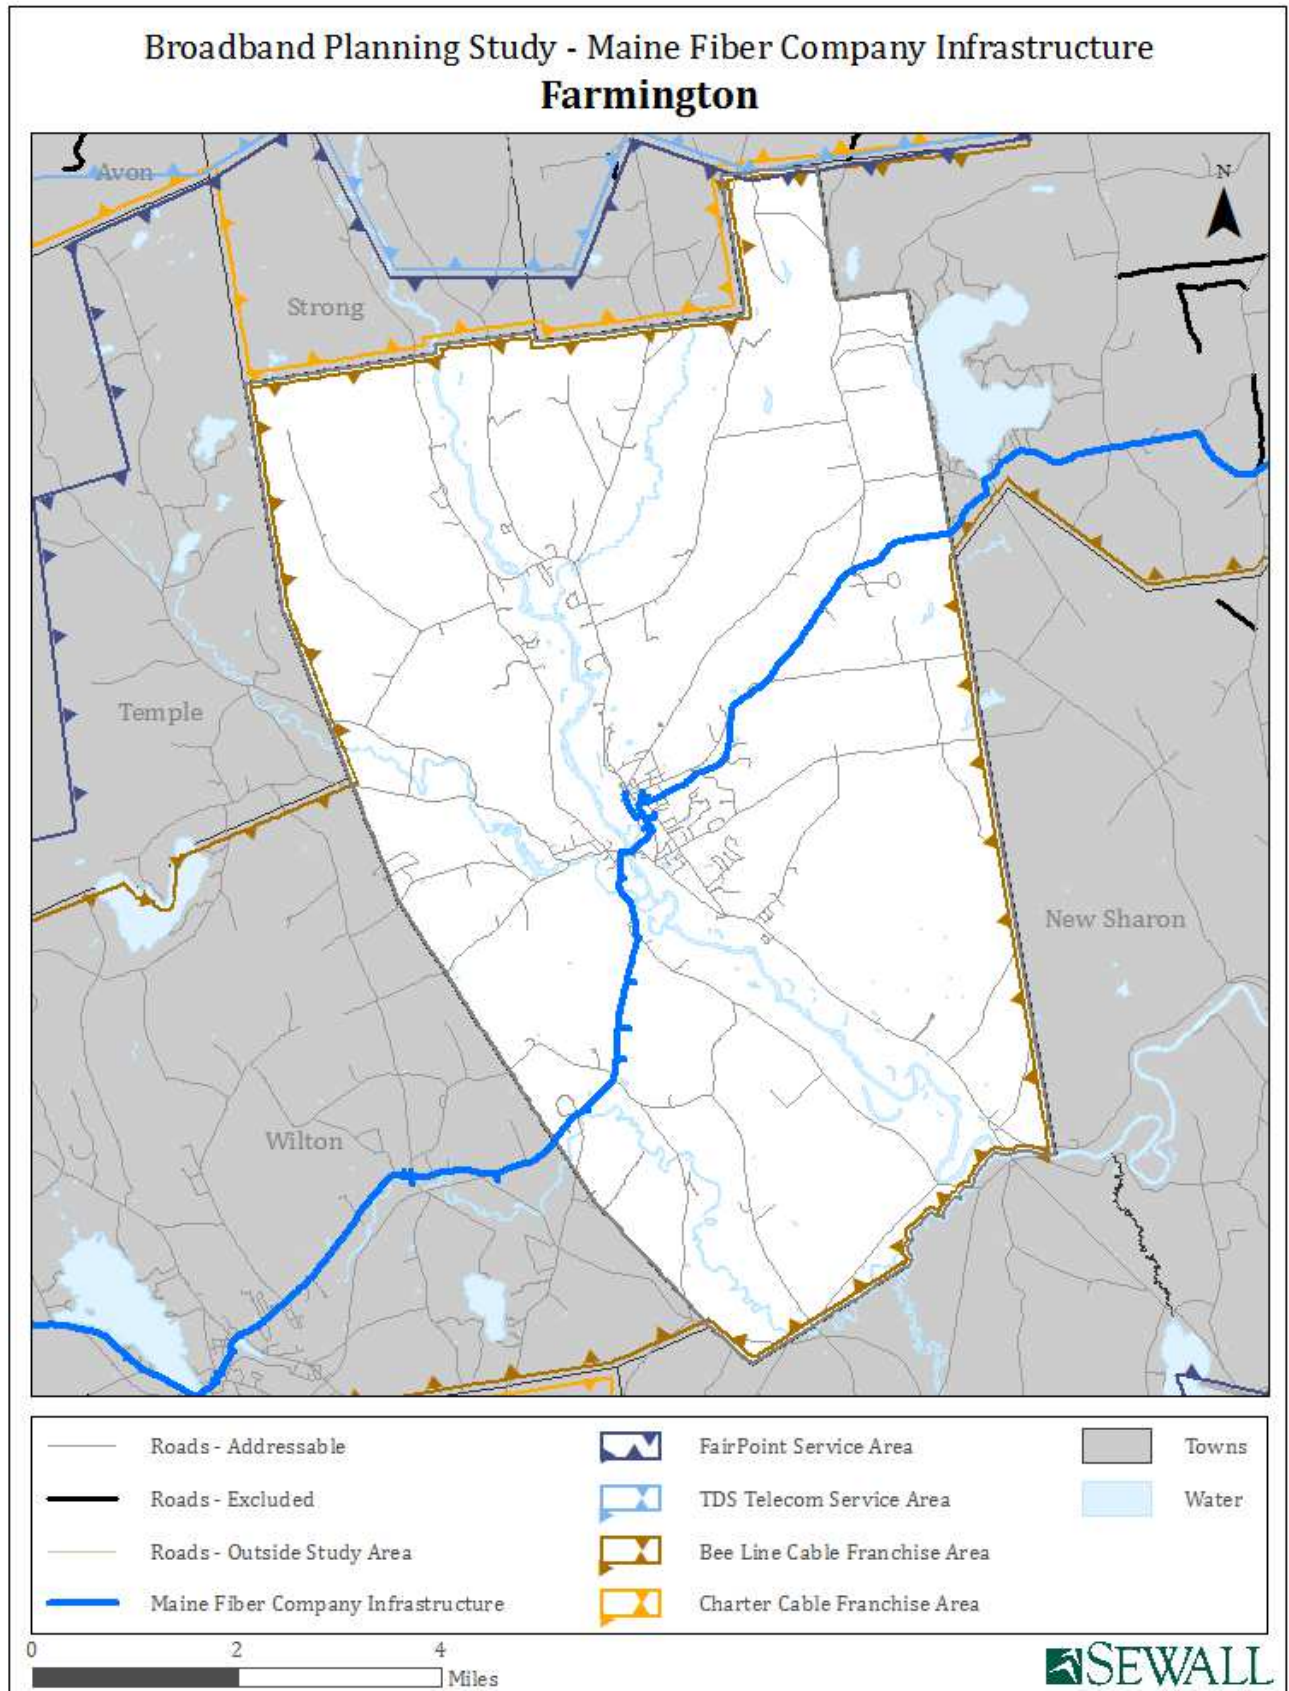 Broadband Planning Study - Maine Fiber Company Infrastructure
Farmington
Avon
N
Strong
Temple
New Sharon
Wilton
Roads - Addressable
FairPoint Service Area
Towns
Roads - Excluded
TDS Telecom Service Area
Water
Roads - Outside Study Area
Bee Line Cable Franchise Area
Maine Fiber Company Infrastructure
Charter Cable Franchise Area
0 2 4
Miles
SEWALL